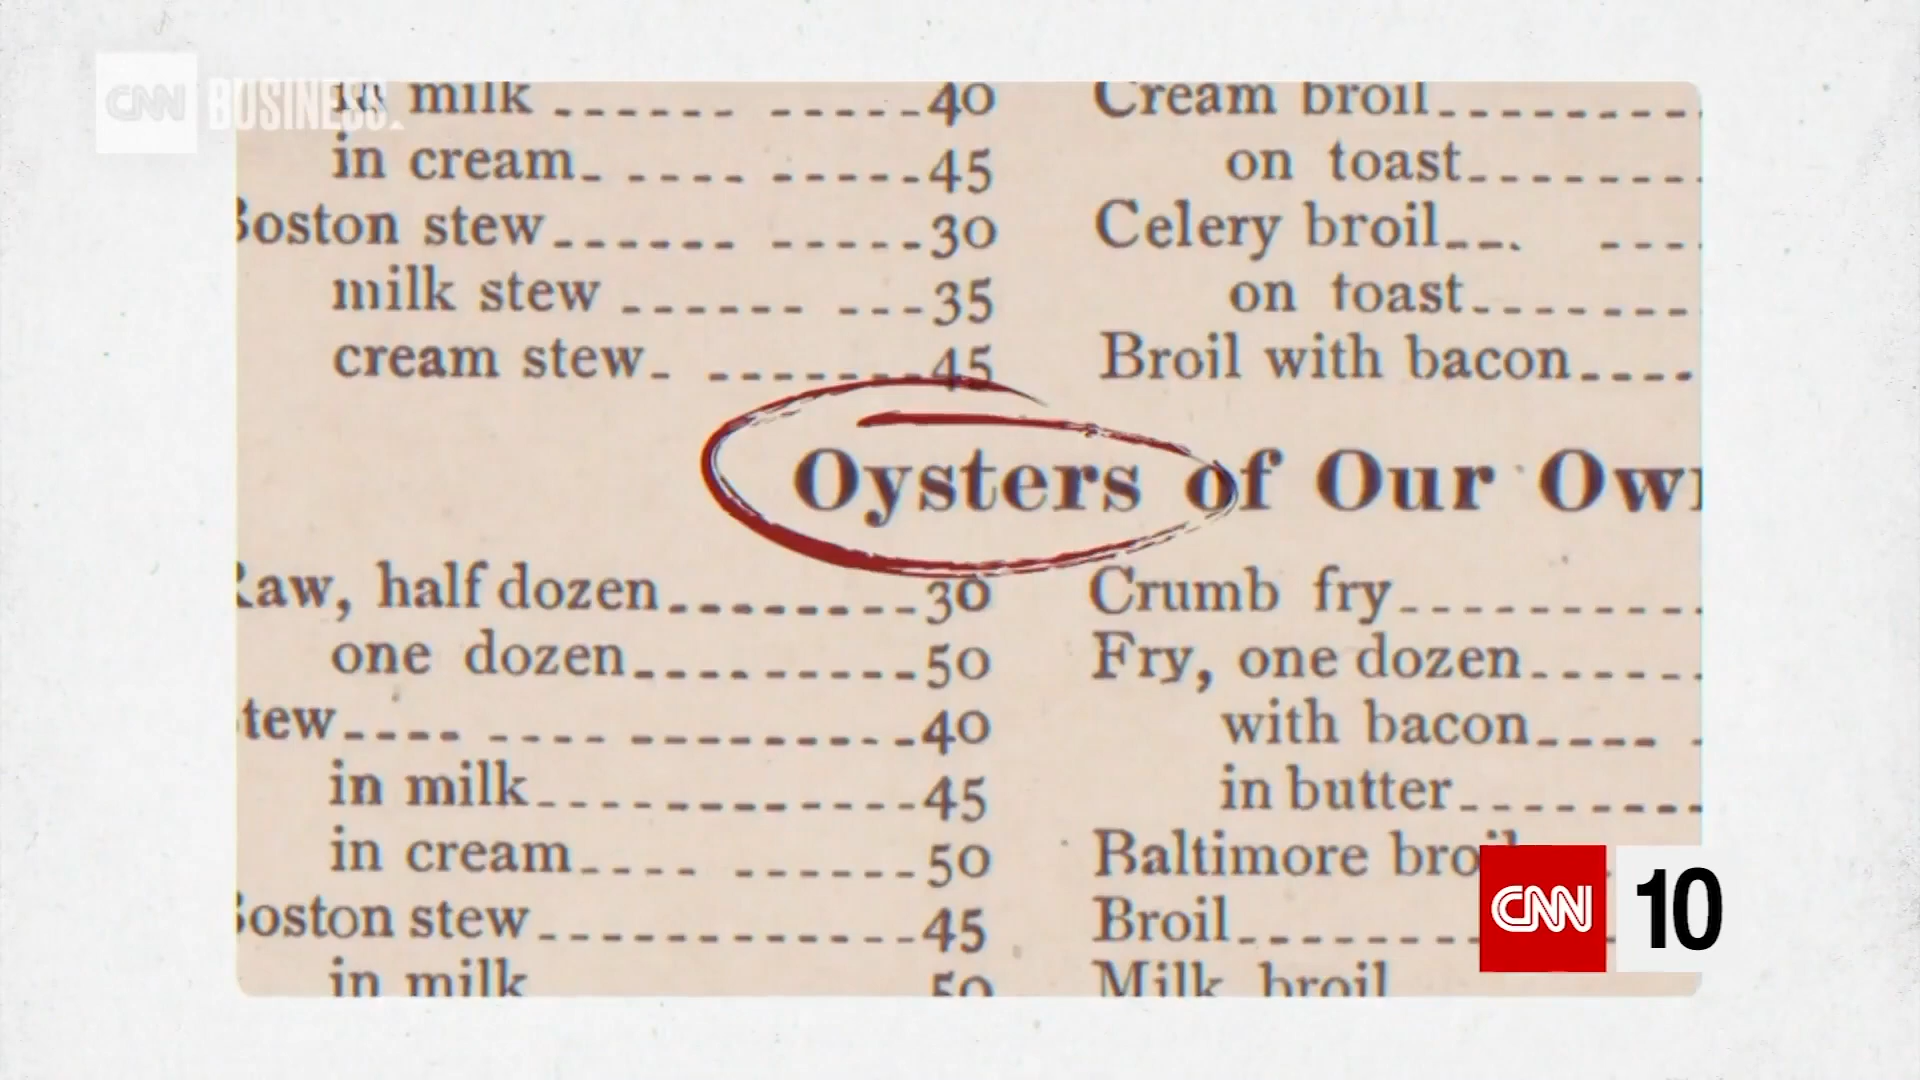 CNN BUSINESS
in milk 40
in cream 45
Boston stew 30
milk stew 35
cream stew 45
Cream broil
on toast
Celery broil
on toast
Broil with bacon
Oysters of Our Own
Raw, half dozen 30
one dozen 50
Stew 40
in milk 45
in cream 50
Boston stew 45
in milk 50
Crumb fry
Fry, one dozen
with bacon
in butter
Baltimore broil
Broil
Milk broil
CNN 10